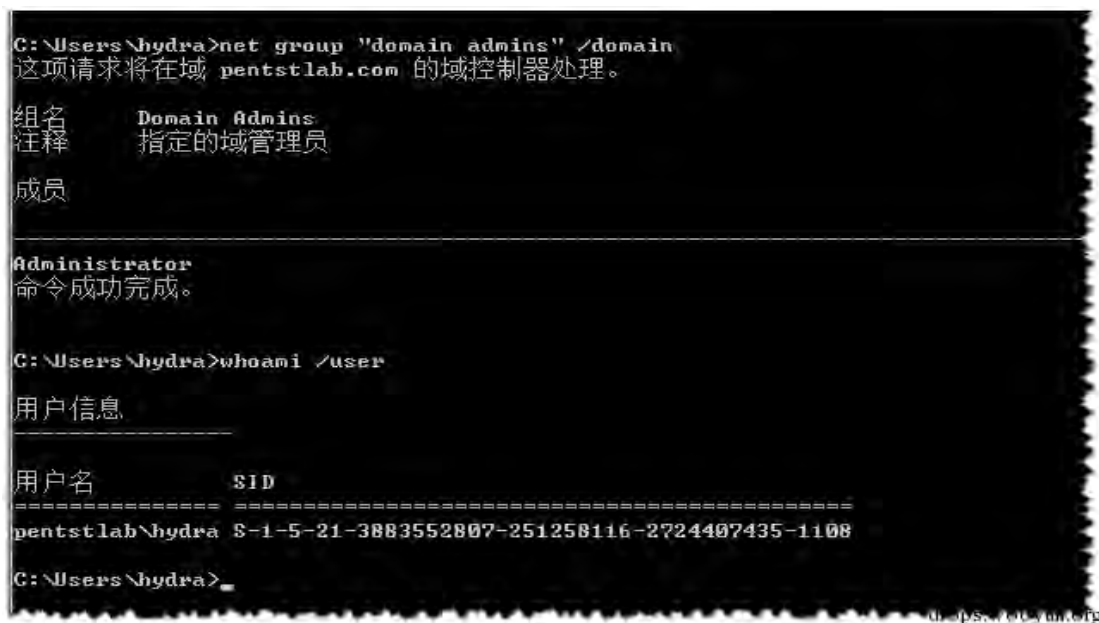 C:\Users\hydra>net group "domain admins" /domain
这项请求将在域 pentstlab.com 的域控制器处理。
组名 Domain Admins
注释 指定的域管理员
成员
-------------------------------------------------------------------------------
Administrator
命令成功完成。
C:\Users\hydra>whoami /user
用户信息
----------------
用户名 SID
=============== ==============================================
pentstlab\hydra S-1-5-21-3883552807-251258116-2724407435-1108
C:\Users\hydra>_